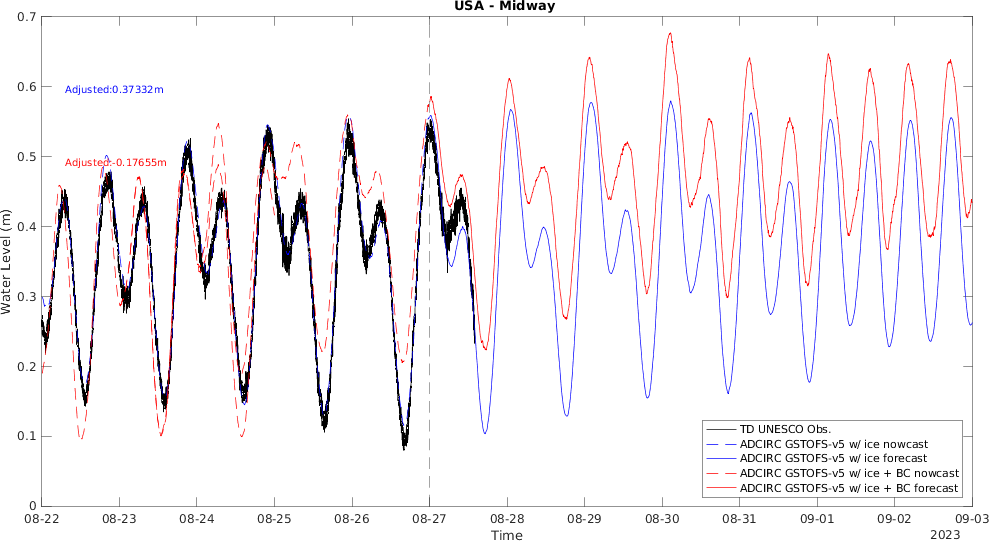 USA - Midway
0.7
0.6
0.5
0.4
0.3
0.2
0.1
0
Water Level (m)
Adjusted:0.37332m
Adjusted:-0.17655m
TD UNESCO Obs.
ADCIRC GSTOFS-v5 w/ ice nowcast
ADCIRC GSTOFS-v5 w/ ice forecast
ADCIRC GSTOFS-v5 w/ ice + BC nowcast
ADCIRC GSTOFS-v5 w/ ice + BC forecast
08-22 08-23 08-24 08-25 08-26 08-27 08-28 08-29 08-30 08-31 09-01 09-02 09-03
Time
2023